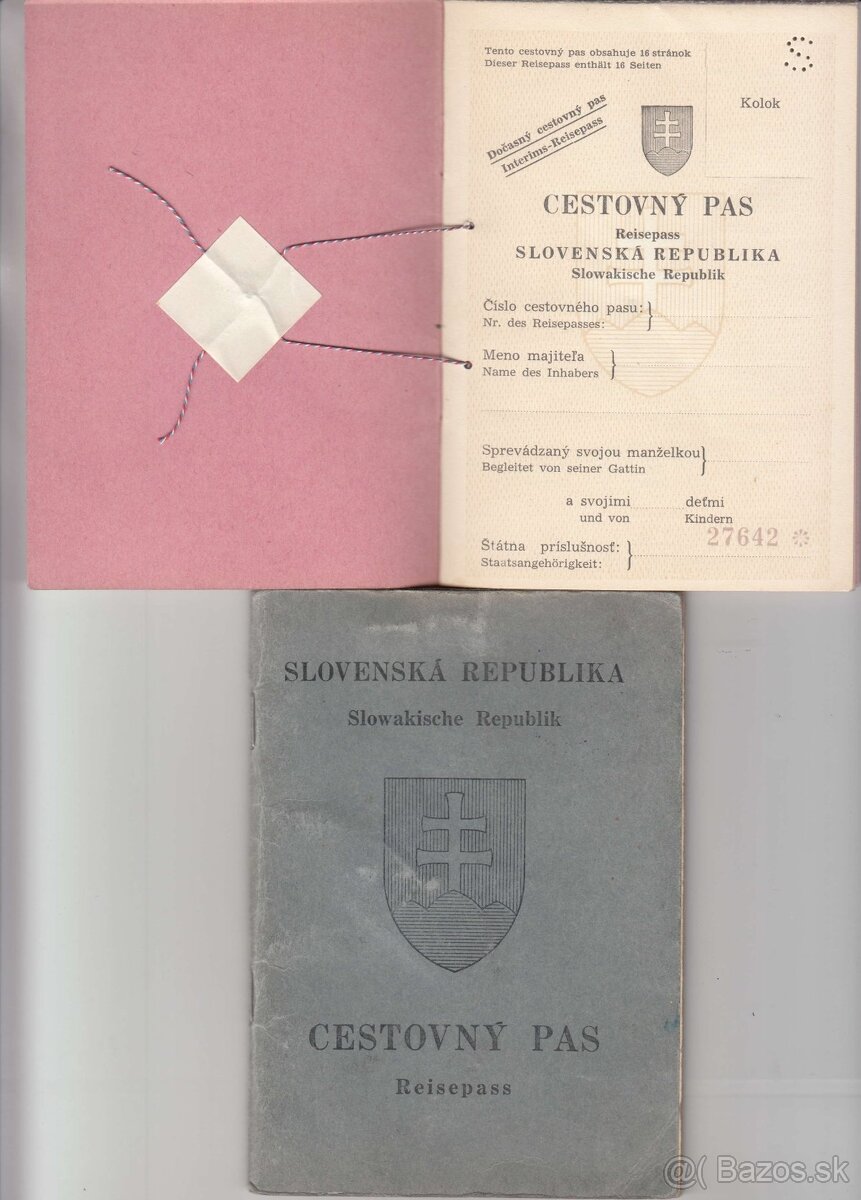 Tento cestovný pas obsahuje 16 stránok
Dieser Reisepass enthält 16 Seiten
S
Kolok
Dočasný cestovný pas
Interims-Reisepass
CESTOVNÝ PAS
Reisepass
SLOVENSKÁ REPUBLIKA
Slowakische Republik
Číslo cestovného pasu:
Nr. des Reisepasses:
Meno majiteľa
Name des Inhabers
Sprevádzaný svojou manželkou
Begleitet von seiner Gattin
a svojimi deťmi
und von Kindern
27642 *
Štátna príslušnosť:
Staatsangehörigkeit:
SLOVENSKÁ REPUBLIKA
Slowakische Republik
CESTOVNÝ PAS
Reisepass
@( Bazos.sk